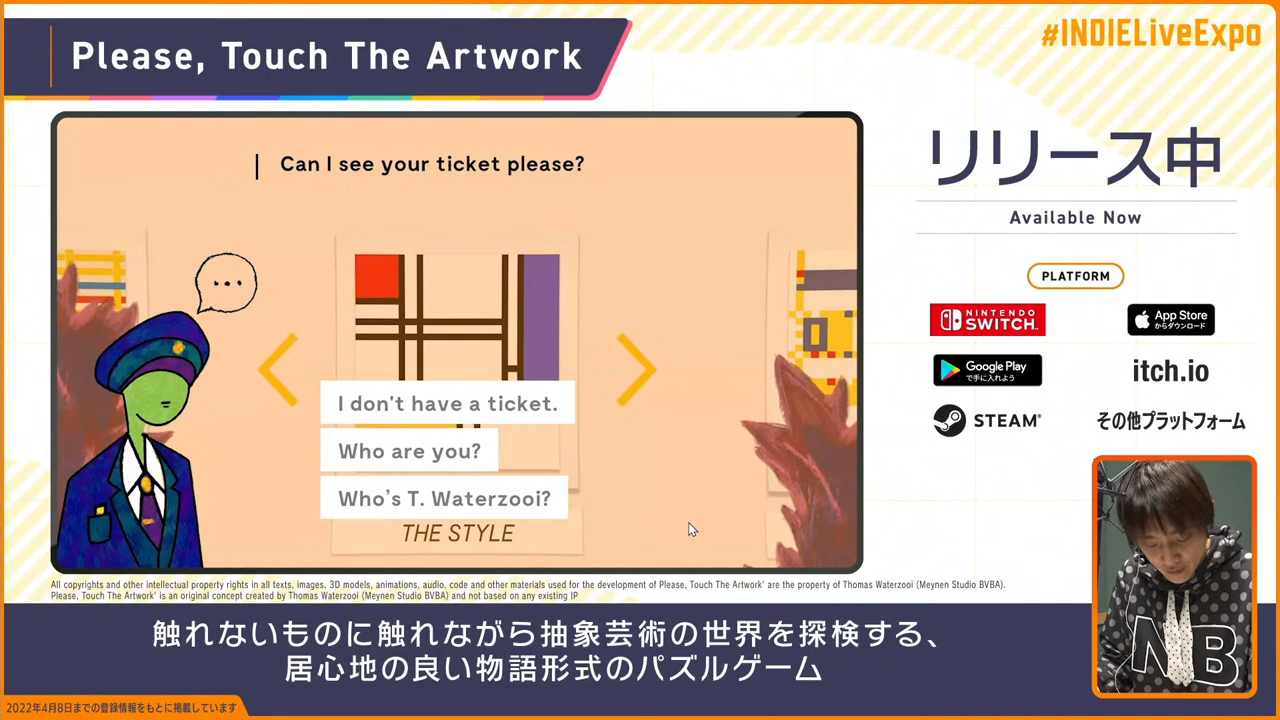 Please, Touch The Artwork
#INDIELiveExpo
Can I see your ticket please?
I don't have a ticket.
Who are you?
Who's T. Waterzooi?
THE STYLE
リリース中
Available Now
PLATFORM
NINTENDO
SWITCH
App Store
からダウンロード
Google Play
で手に入れよう
itch.io
STEAM
その他プラットフォーム
NB
All copyrights and other intellectual property rights in all texts, images, 3D models, animations, audio, code and other materials used for the development of Please, Touch The Artwork' are the property of Thomas Waterzooi (Meynen Studio BVBA).
Please, Touch The Artwork' is an original concept created by Thomas Waterzooi (Meynen Studio BVBA) and not based on any existing IP
触れないものに触れながら抽象芸術の世界を探検する、
居心地の良い物語形式のパズルゲーム
2022年4月8日までの登録情報をもとに掲載しています